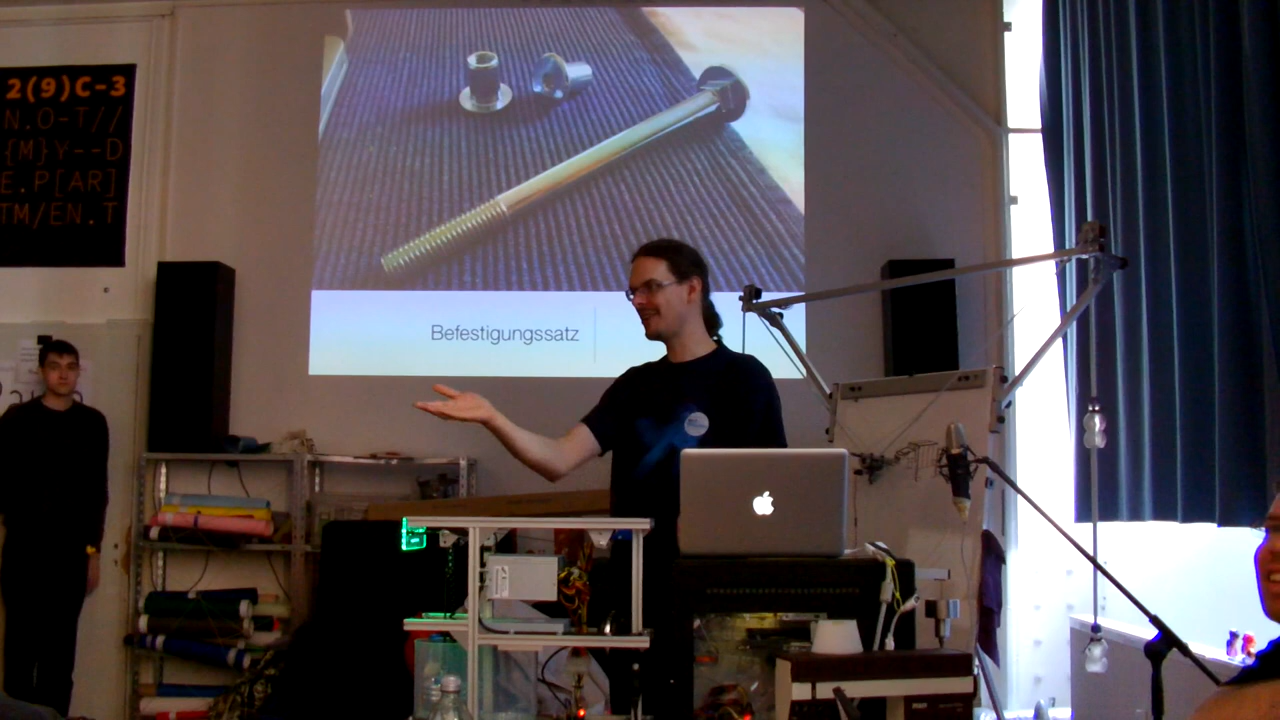 2(9)C-3
N.O-T//
{M}Y--D
E.P[AR]
TM/EN.T
Befestigungssatz